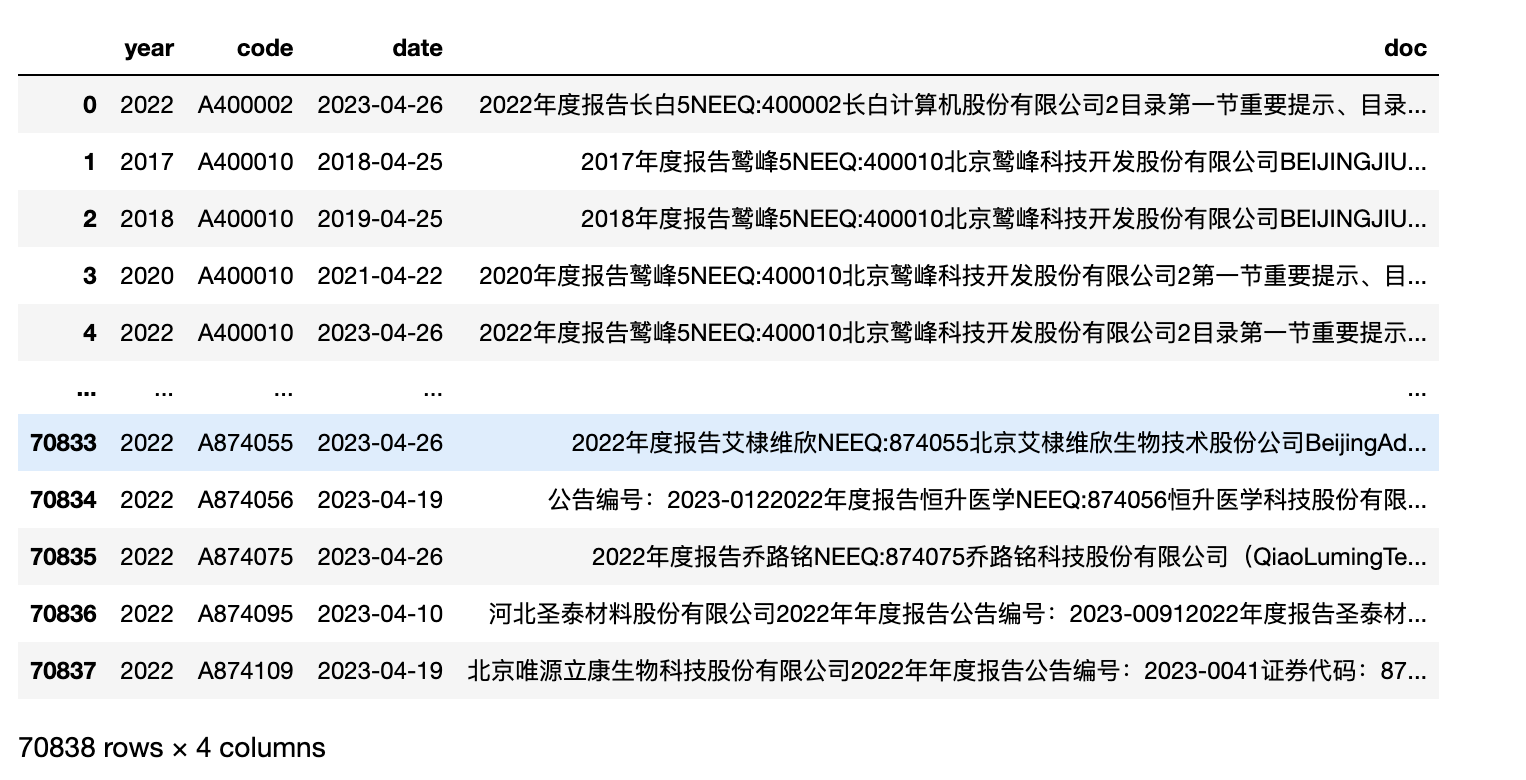 year code date doc
0 2022 A400002 2023-04-26 2022年度报告长白5NEEQ:400002长白计算机股份有限公司2目录第一节重要提示、目录...
1 2017 A400010 2018-04-25 2017年度报告鹫峰5NEEQ:400010北京鹫峰科技开发股份有限公司BEIJINGJIU...
2 2018 A400010 2019-04-25 2018年度报告鹫峰5NEEQ:400010北京鹫峰科技开发股份有限公司BEIJINGJIU...
3 2020 A400010 2021-04-22 2020年度报告鹫峰5NEEQ:400010北京鹫峰科技开发股份有限公司2第一节重要提示、目...
4 2022 A400010 2023-04-26 2022年度报告鹫峰5NEEQ:400010北京鹫峰科技开发股份有限公司2目录第一节重要提示...
... ... ... ... ...
70833 2022 A874055 2023-04-26 2022年度报告艾棣维欣NEEQ:874055北京艾棣维欣生物技术股份公司BeijingAd...
70834 2022 A874056 2023-04-19 公告编号：2023-0122022年度报告恒升医学NEEQ:874056恒升医学科技股份有限...
70835 2022 A874075 2023-04-26 2022年度报告乔路铭NEEQ:874075乔路铭科技股份有限公司（QiaoLumingTe...
70836 2022 A874095 2023-04-10 河北圣泰材料股份有限公司2022年年度报告公告编号：2023-00912022年度报告圣泰材...
70837 2022 A874109 2023-04-19 北京唯源立康生物科技股份有限公司2022年年度报告公告编号：2023-0041证券代码：87...
70838 rows × 4 columns